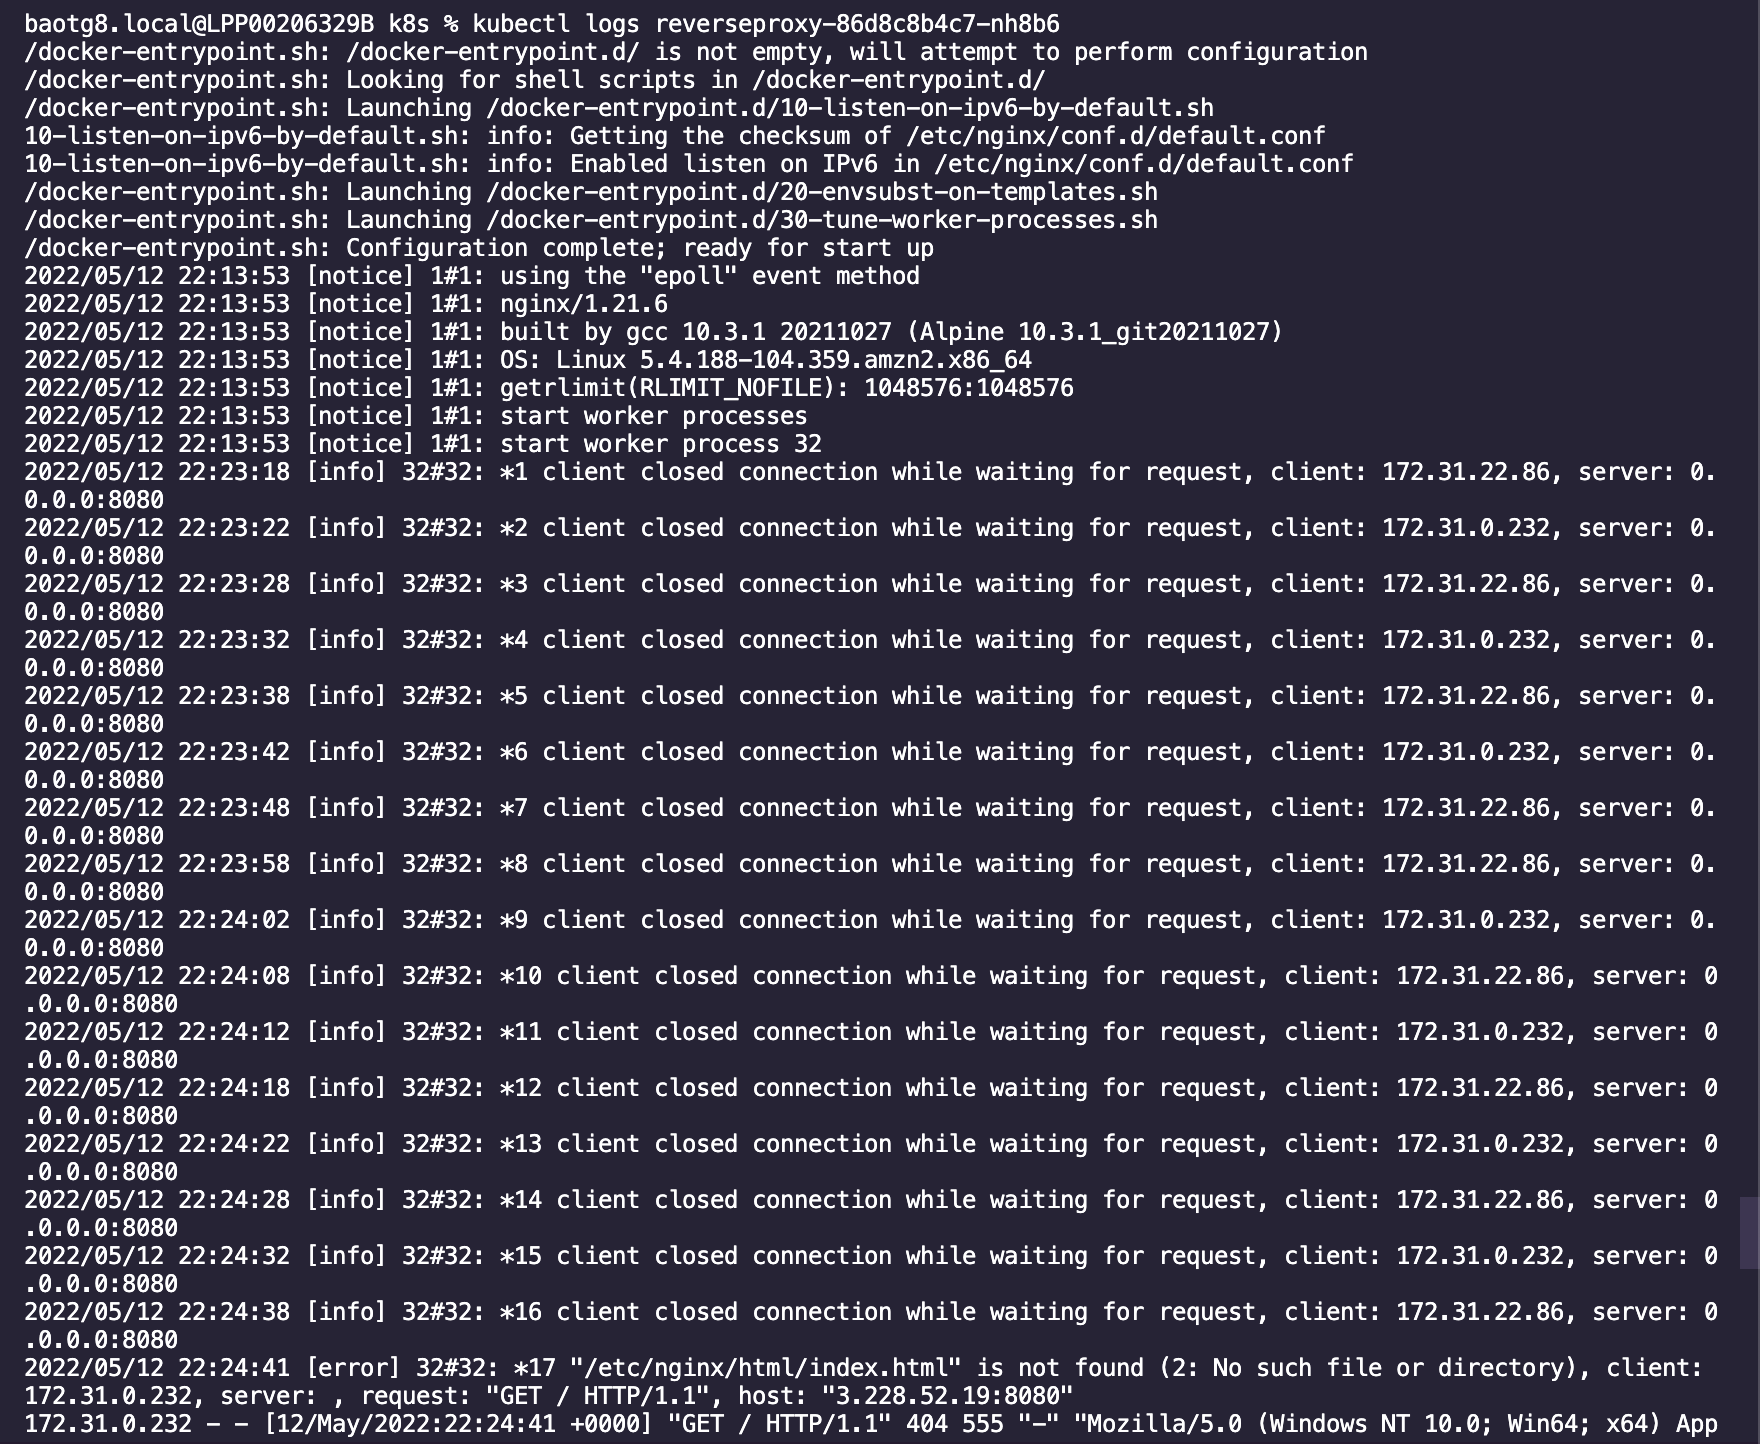 baotg8.local@LPP00206329B k8s % kubectl logs reverseproxy-86d8c8b4c7-nh8b6
/docker-entrypoint.sh: /docker-entrypoint.d/ is not empty, will attempt to perform configuration
/docker-entrypoint.sh: Looking for shell scripts in /docker-entrypoint.d/
/docker-entrypoint.sh: Launching /docker-entrypoint.d/10-listen-on-ipv6-by-default.sh
10-listen-on-ipv6-by-default.sh: info: Getting the checksum of /etc/nginx/conf.d/default.conf
10-listen-on-ipv6-by-default.sh: info: Enabled listen on IPv6 in /etc/nginx/conf.d/default.conf
/docker-entrypoint.sh: Launching /docker-entrypoint.d/20-envsubst-on-templates.sh
/docker-entrypoint.sh: Launching /docker-entrypoint.d/30-tune-worker-processes.sh
/docker-entrypoint.sh: Configuration complete; ready for start up
2022/05/12 22:13:53 [notice] 1#1: using the "epoll" event method
2022/05/12 22:13:53 [notice] 1#1: nginx/1.21.6
2022/05/12 22:13:53 [notice] 1#1: built by gcc 10.3.1 20211027 (Alpine 10.3.1_git20211027)
2022/05/12 22:13:53 [notice] 1#1: OS: Linux 5.4.188-104.359.amzn2.x86_64
2022/05/12 22:13:53 [notice] 1#1: getrlimit(RLIMIT_NOFILE): 1048576:1048576
2022/05/12 22:13:53 [notice] 1#1: start worker processes
2022/05/12 22:13:53 [notice] 1#1: start worker process 32
2022/05/12 22:23:18 [info] 32#32: *1 client closed connection while waiting for request, client: 172.31.22.86, server: 0.
0.0.0:8080
2022/05/12 22:23:22 [info] 32#32: *2 client closed connection while waiting for request, client: 172.31.0.232, server: 0.
0.0.0:8080
2022/05/12 22:23:28 [info] 32#32: *3 client closed connection while waiting for request, client: 172.31.22.86, server: 0.
0.0.0:8080
2022/05/12 22:23:32 [info] 32#32: *4 client closed connection while waiting for request, client: 172.31.0.232, server: 0.
0.0.0:8080
2022/05/12 22:23:38 [info] 32#32: *5 client closed connection while waiting for request, client: 172.31.22.86, server: 0.
0.0.0:8080
2022/05/12 22:23:42 [info] 32#32: *6 client closed connection while waiting for request, client: 172.31.0.232, server: 0.
0.0.0:8080
2022/05/12 22:23:48 [info] 32#32: *7 client closed connection while waiting for request, client: 172.31.22.86, server: 0.
0.0.0:8080
2022/05/12 22:23:58 [info] 32#32: *8 client closed connection while waiting for request, client: 172.31.22.86, server: 0.
0.0.0:8080
2022/05/12 22:24:02 [info] 32#32: *9 client closed connection while waiting for request, client: 172.31.0.232, server: 0.
0.0.0:8080
2022/05/12 22:24:08 [info] 32#32: *10 client closed connection while waiting for request, client: 172.31.22.86, server: 0
.0.0.0:8080
2022/05/12 22:24:12 [info] 32#32: *11 client closed connection while waiting for request, client: 172.31.0.232, server: 0
.0.0.0:8080
2022/05/12 22:24:18 [info] 32#32: *12 client closed connection while waiting for request, client: 172.31.22.86, server: 0
.0.0.0:8080
2022/05/12 22:24:22 [info] 32#32: *13 client closed connection while waiting for request, client: 172.31.0.232, server: 0
.0.0.0:8080
2022/05/12 22:24:28 [info] 32#32: *14 client closed connection while waiting for request, client: 172.31.22.86, server: 0
.0.0.0:8080
2022/05/12 22:24:32 [info] 32#32: *15 client closed connection while waiting for request, client: 172.31.0.232, server: 0
.0.0.0:8080
2022/05/12 22:24:38 [info] 32#32: *16 client closed connection while waiting for request, client: 172.31.22.86, server: 0
.0.0.0:8080
2022/05/12 22:24:41 [error] 32#32: *17 "/etc/nginx/html/index.html" is not found (2: No such file or directory), client:
172.31.0.232, server: , request: "GET / HTTP/1.1", host: "3.228.52.19:8080"
172.31.0.232 - - [12/May/2022:22:24:41 +0000] "GET / HTTP/1.1" 404 555 "-" "Mozilla/5.0 (Windows NT 10.0; Win64; x64) App